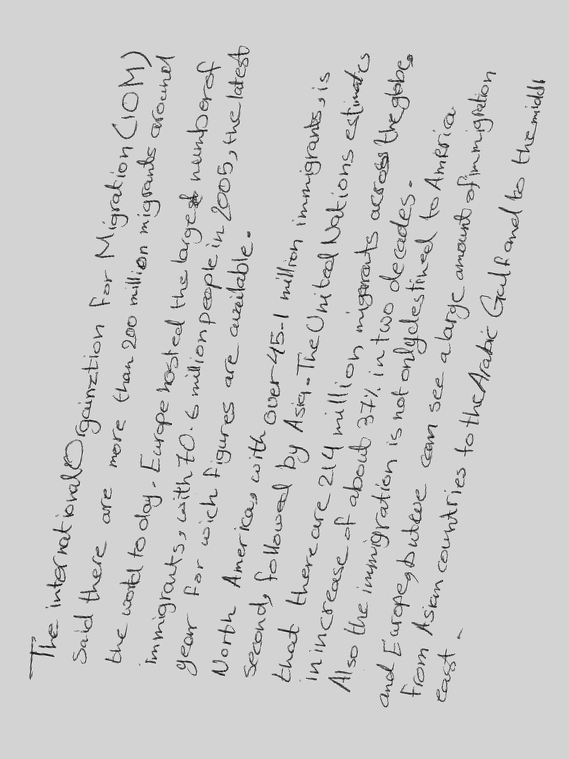 The international Orgainztion for Migration (IOM)
said there are more than 200 million migrants around
the world today. Europe hosted the largest number of
immigrants, with 70.6 million people in 2005, the latest
year for wich figures are available.
North America, with over 45-1 million immigrants, is
second, followed by Asia. The United Nations estimates
that there are 214 million migrants across the globe,
in increase of about 37% in two decades.
Also the immigration is not only destined to America
and Europe, but we can see a large amount of immigration
from Asian countries to the Arabic Gulf and to the middle
east.